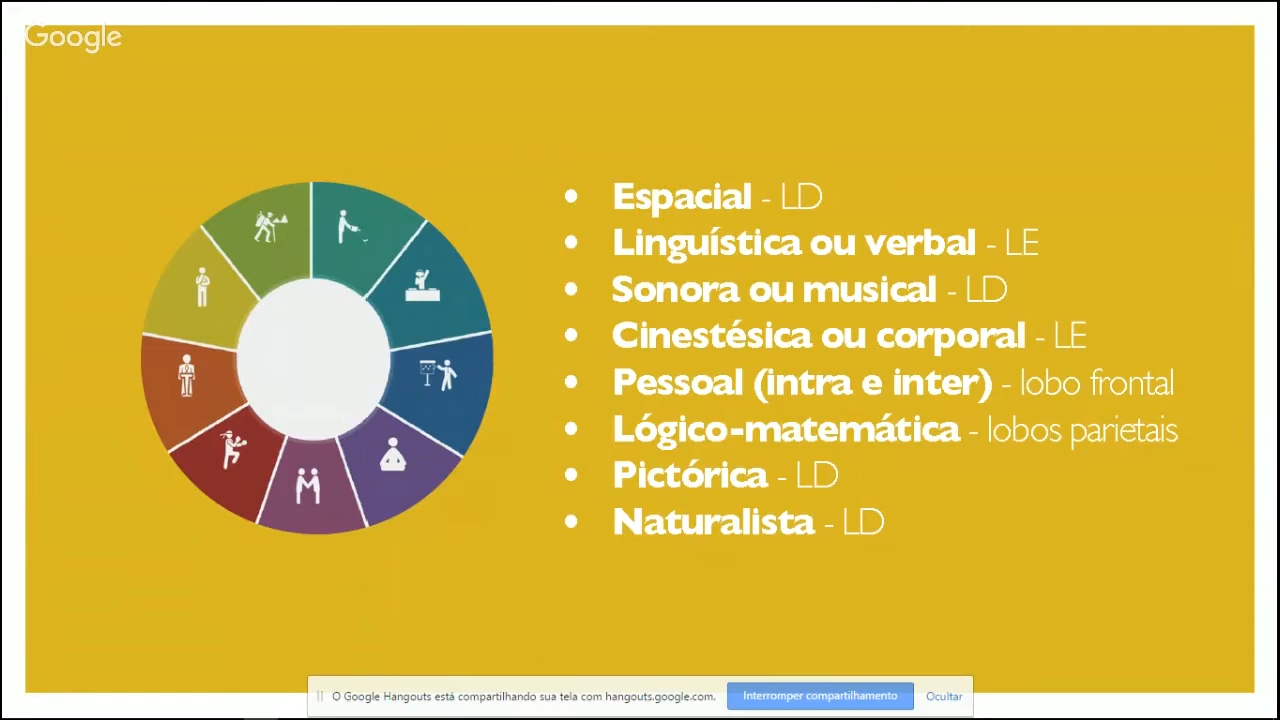 Google
• Espacial - LD
• Linguística ou verbal - LE
• Sonora ou musical - LD
• Cinestésica ou corporal - LE
• Pessoal (intra e inter) - lobo frontal
• Lógico-matemática - lobos parietais
• Pictórica - LD
• Naturalista - LD
O Google Hangouts está compartilhando sua tela com hangouts.google.com. Interromper compartilhamento Ocultar